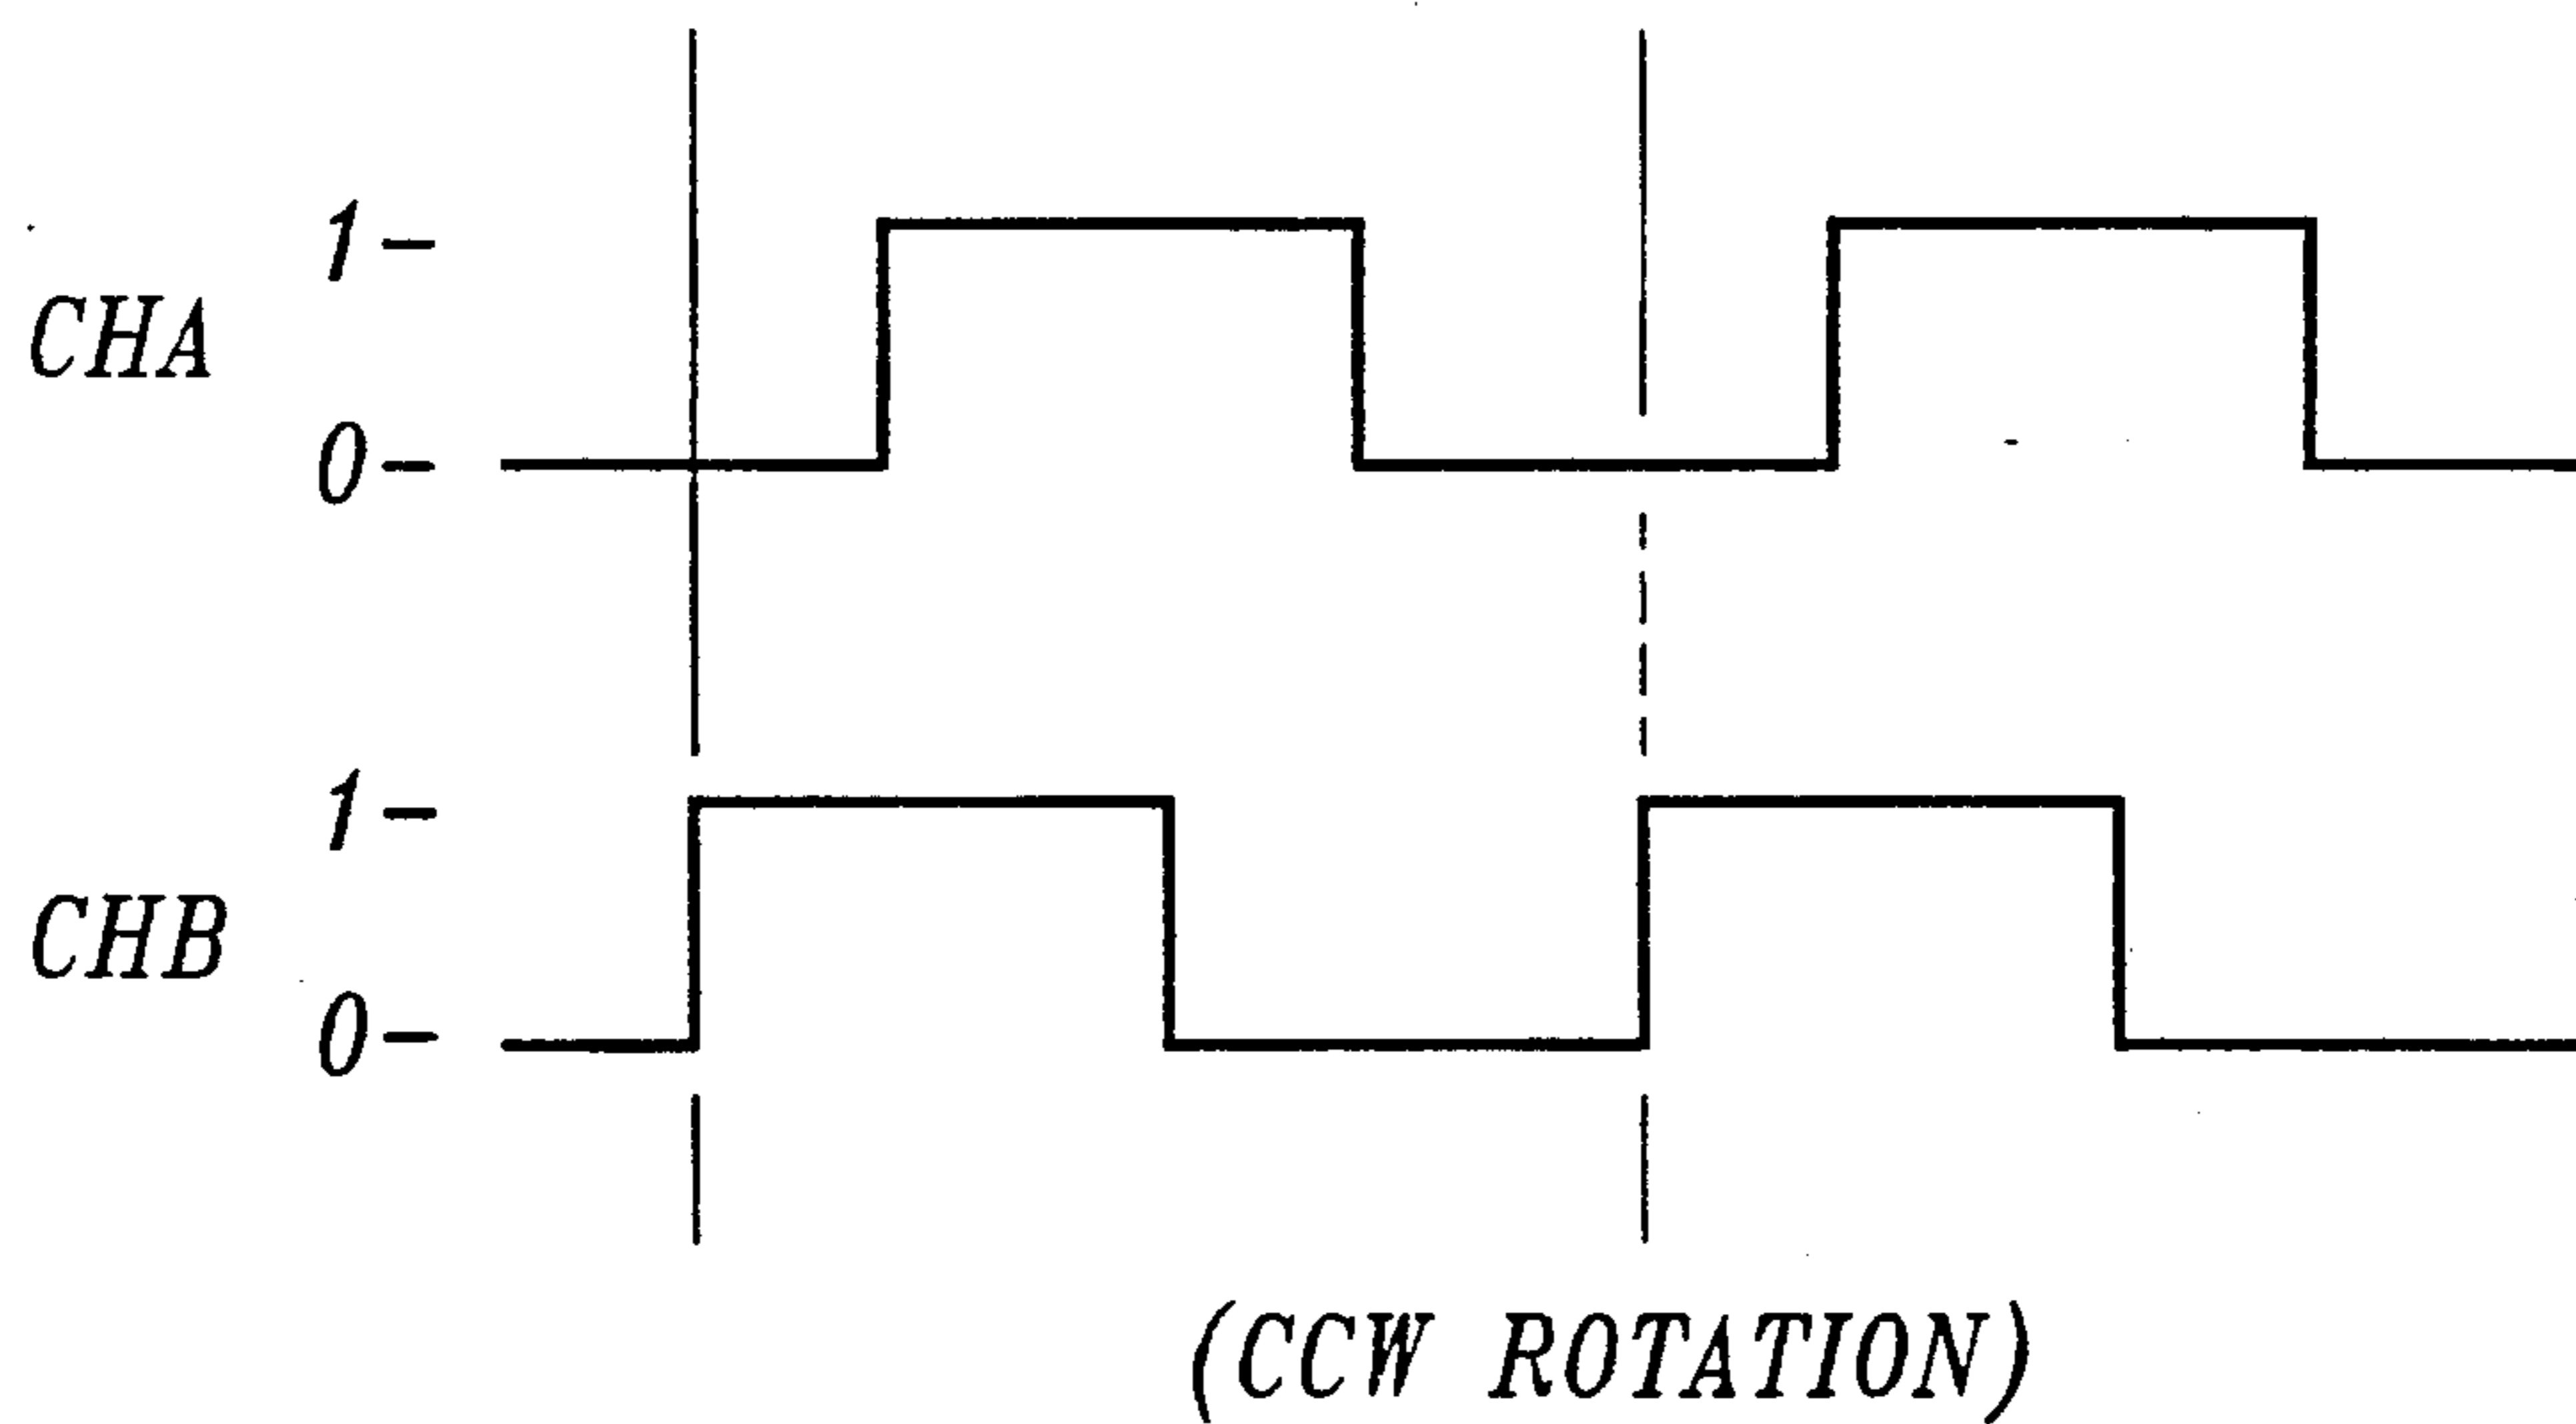 1-
CHA
0-
1-
CHB
0-
(CCW ROTATION)